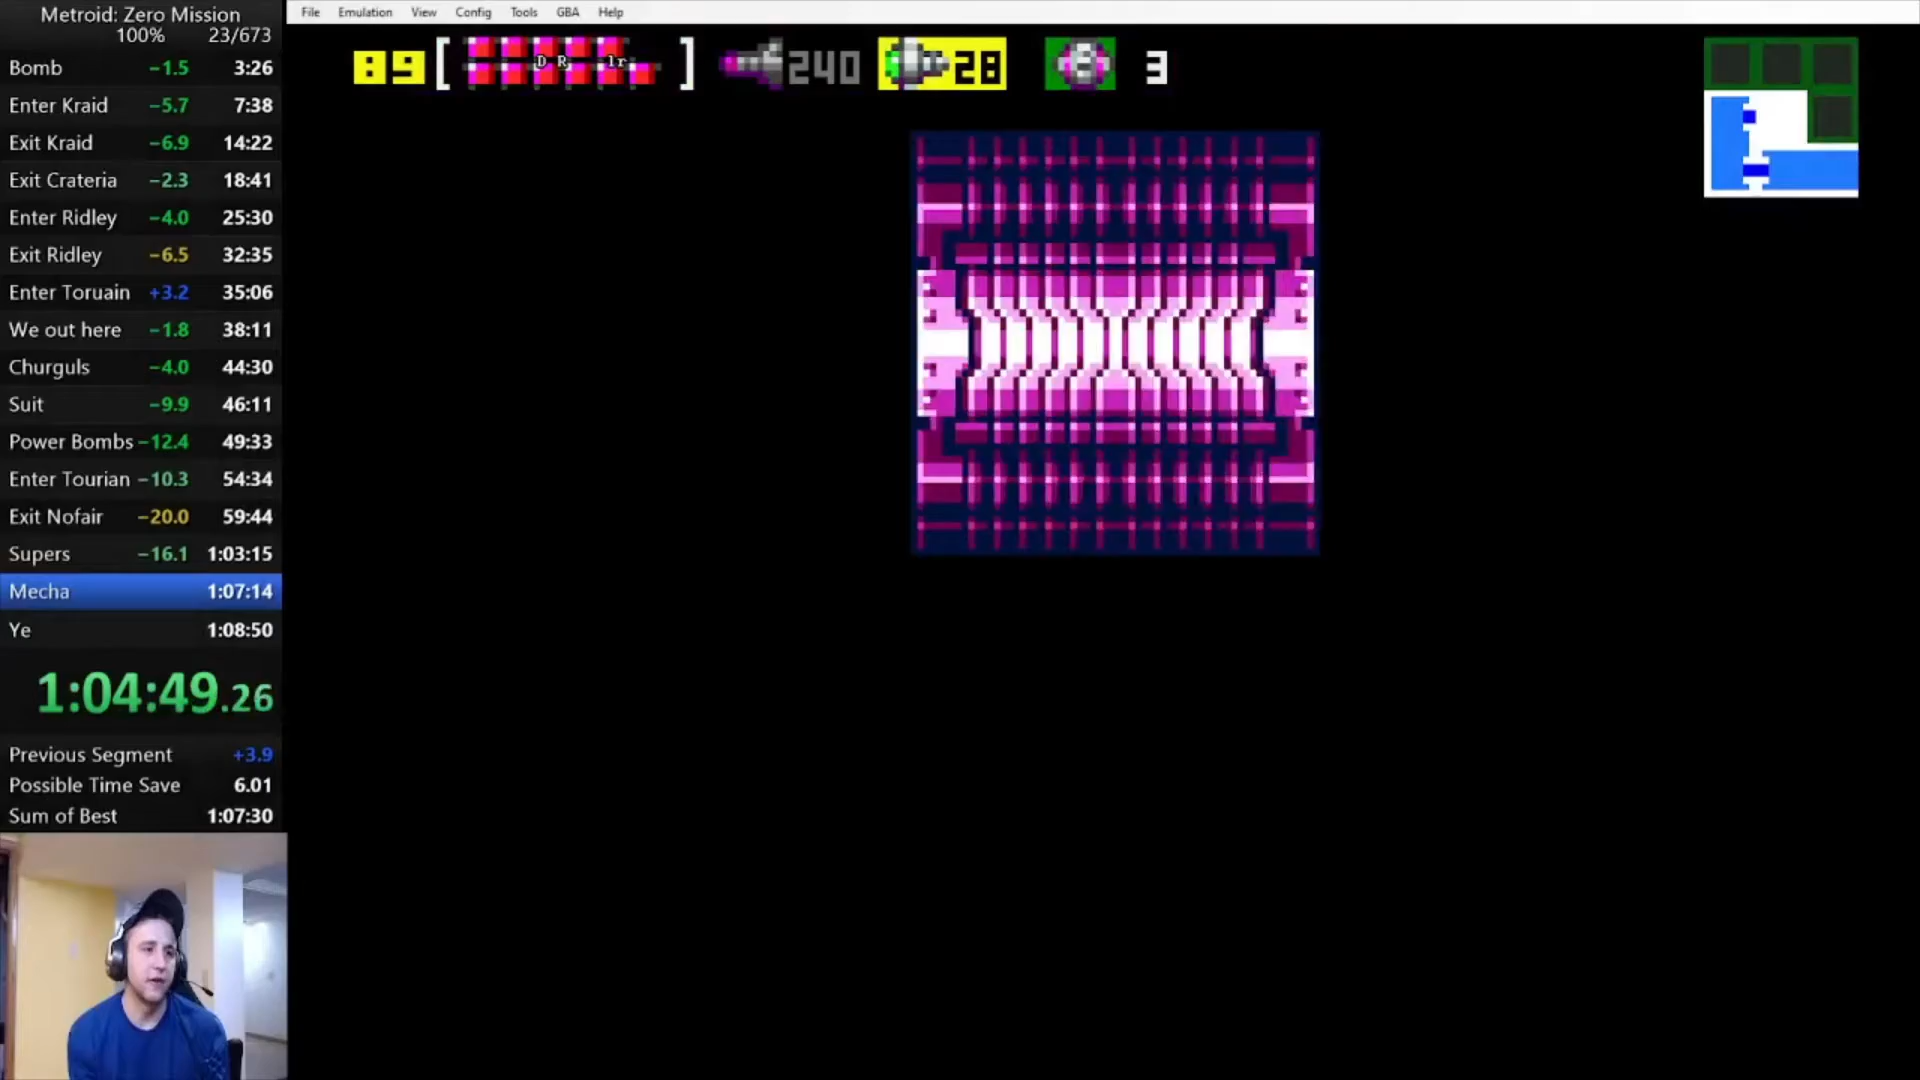 Metroid: Zero Mission
100% 23/673
Bomb -1.5 3:26
Enter Kraid -5.7 7:38
Exit Kraid -6.9 14:22
Exit Crateria -2.3 18:41
Enter Ridley -4.0 25:30
Exit Ridley -6.5 32:35
Enter Toruain +3.2 35:06
We out here -1.8 38:11
Churguls -4.0 44:30
Suit -9.9 46:11
Power Bombs -12.4 49:33
Enter Tourian -10.3 54:34
Exit Nofair -20.0 59:44
Supers -16.1 1:03:15
Mecha 1:07:14
Ye 1:08:50
1:04:49.26
Previous Segment +3.9
Possible Time Save 6.01
Sum of Best 1:07:30
File Emulation View Config Tools GBA Help
89 [ D R lr ] 240 28 3